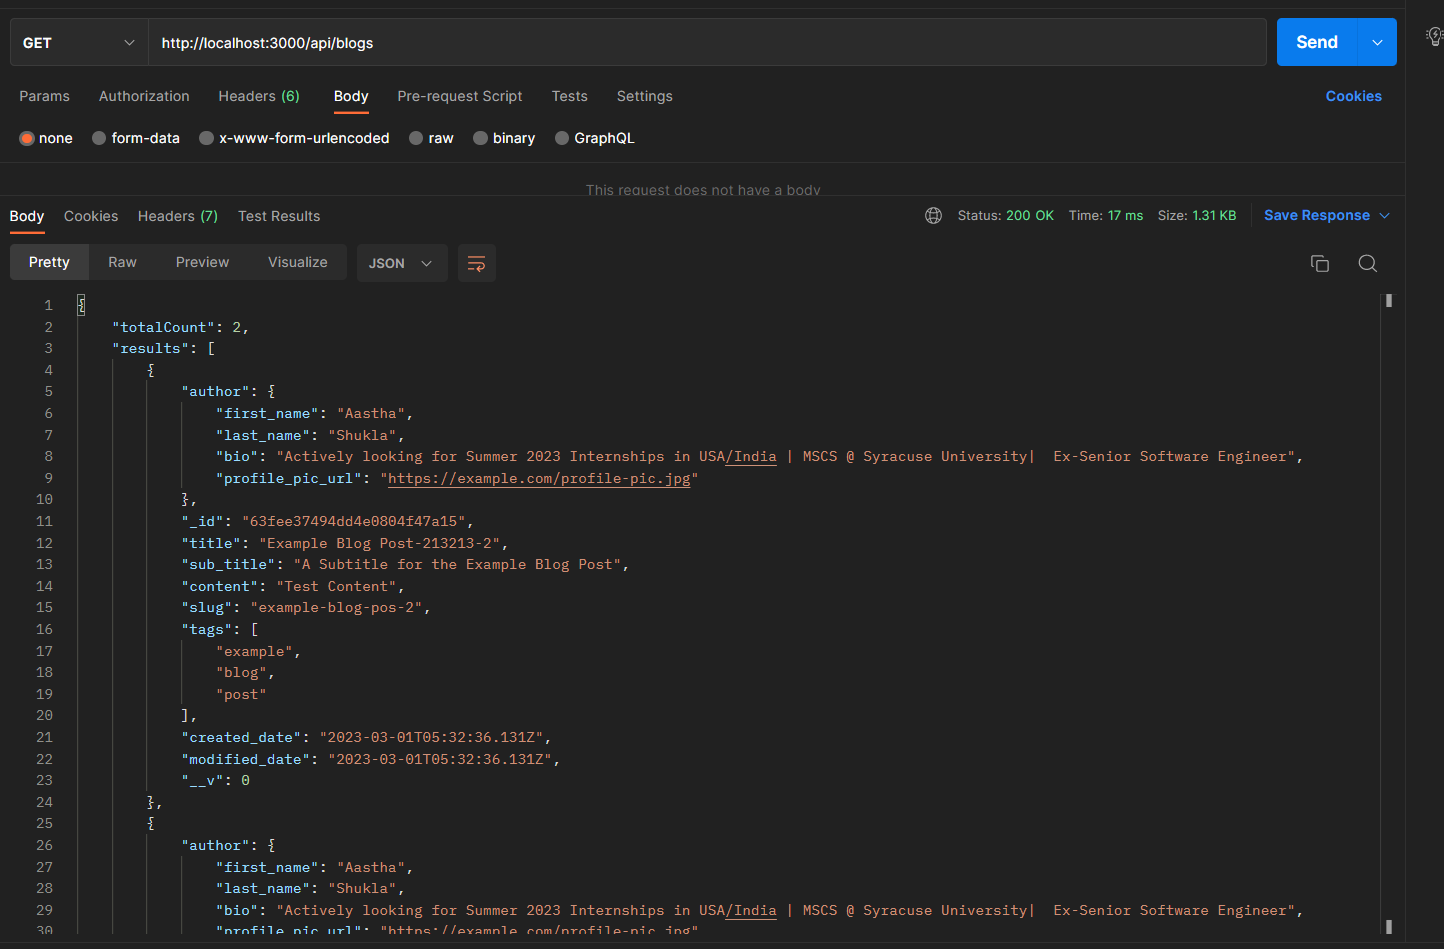 GET http://localhost:3000/api/blogs Send
Params Authorization Headers (6) Body Pre-request Script Tests Settings Cookies
none form-data x-www-form-urlencoded raw binary GraphQL
This request does not have a body
Body Cookies Headers (7) Test Results Status: 200 OK Time: 17 ms Size: 1.31 KB Save Response
Pretty Raw Preview Visualize JSON
1 {
2 "totalCount": 2,
3 "results": [
4 {
5 "author": {
6 "first_name": "Aastha",
7 "last_name": "Shukla",
8 "bio": "Actively looking for Summer 2023 Internships in USA/India | MSCS @ Syracuse University|  Ex-Senior Software Engineer",
9 "profile_pic_url": "https://example.com/profile-pic.jpg"
10 },
11 "_id": "63fee37494dd4e0804f47a15",
12 "title": "Example Blog Post-213213-2",
13 "sub_title": "A Subtitle for the Example Blog Post",
14 "content": "Test Content",
15 "slug": "example-blog-pos-2",
16 "tags": [
17 "example",
18 "blog",
19 "post"
20 ],
21 "created_date": "2023-03-01T05:32:36.131Z",
22 "modified_date": "2023-03-01T05:32:36.131Z",
23 "__v": 0
24 },
25 {
26 "author": {
27 "first_name": "Aastha",
28 "last_name": "Shukla",
29 "bio": "Actively looking for Summer 2023 Internships in USA/India | MSCS @ Syracuse University|  Ex-Senior Software Engineer",
30 "profile_pic_url": "https://example.com/profile-pic.jpg"